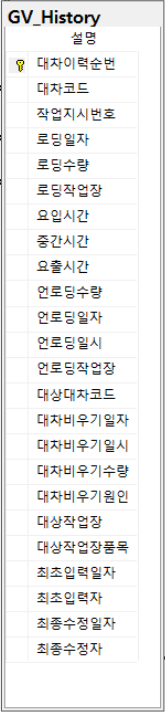 GV_History
설명
대차이력순번
대차코드
작업지시번호
로딩일자
로딩수량
로딩작업장
요입시간
중간시간
요출시간
언로딩수량
언로딩일자
언로딩일시
언로딩작업장
대상대차코드
대차비우기일자
대차비우기일시
대차비우기수량
대차비우기원인
대상작업장
대상작업장품목
최초입력일자
최초입력자
최종수정일자
최종수정자